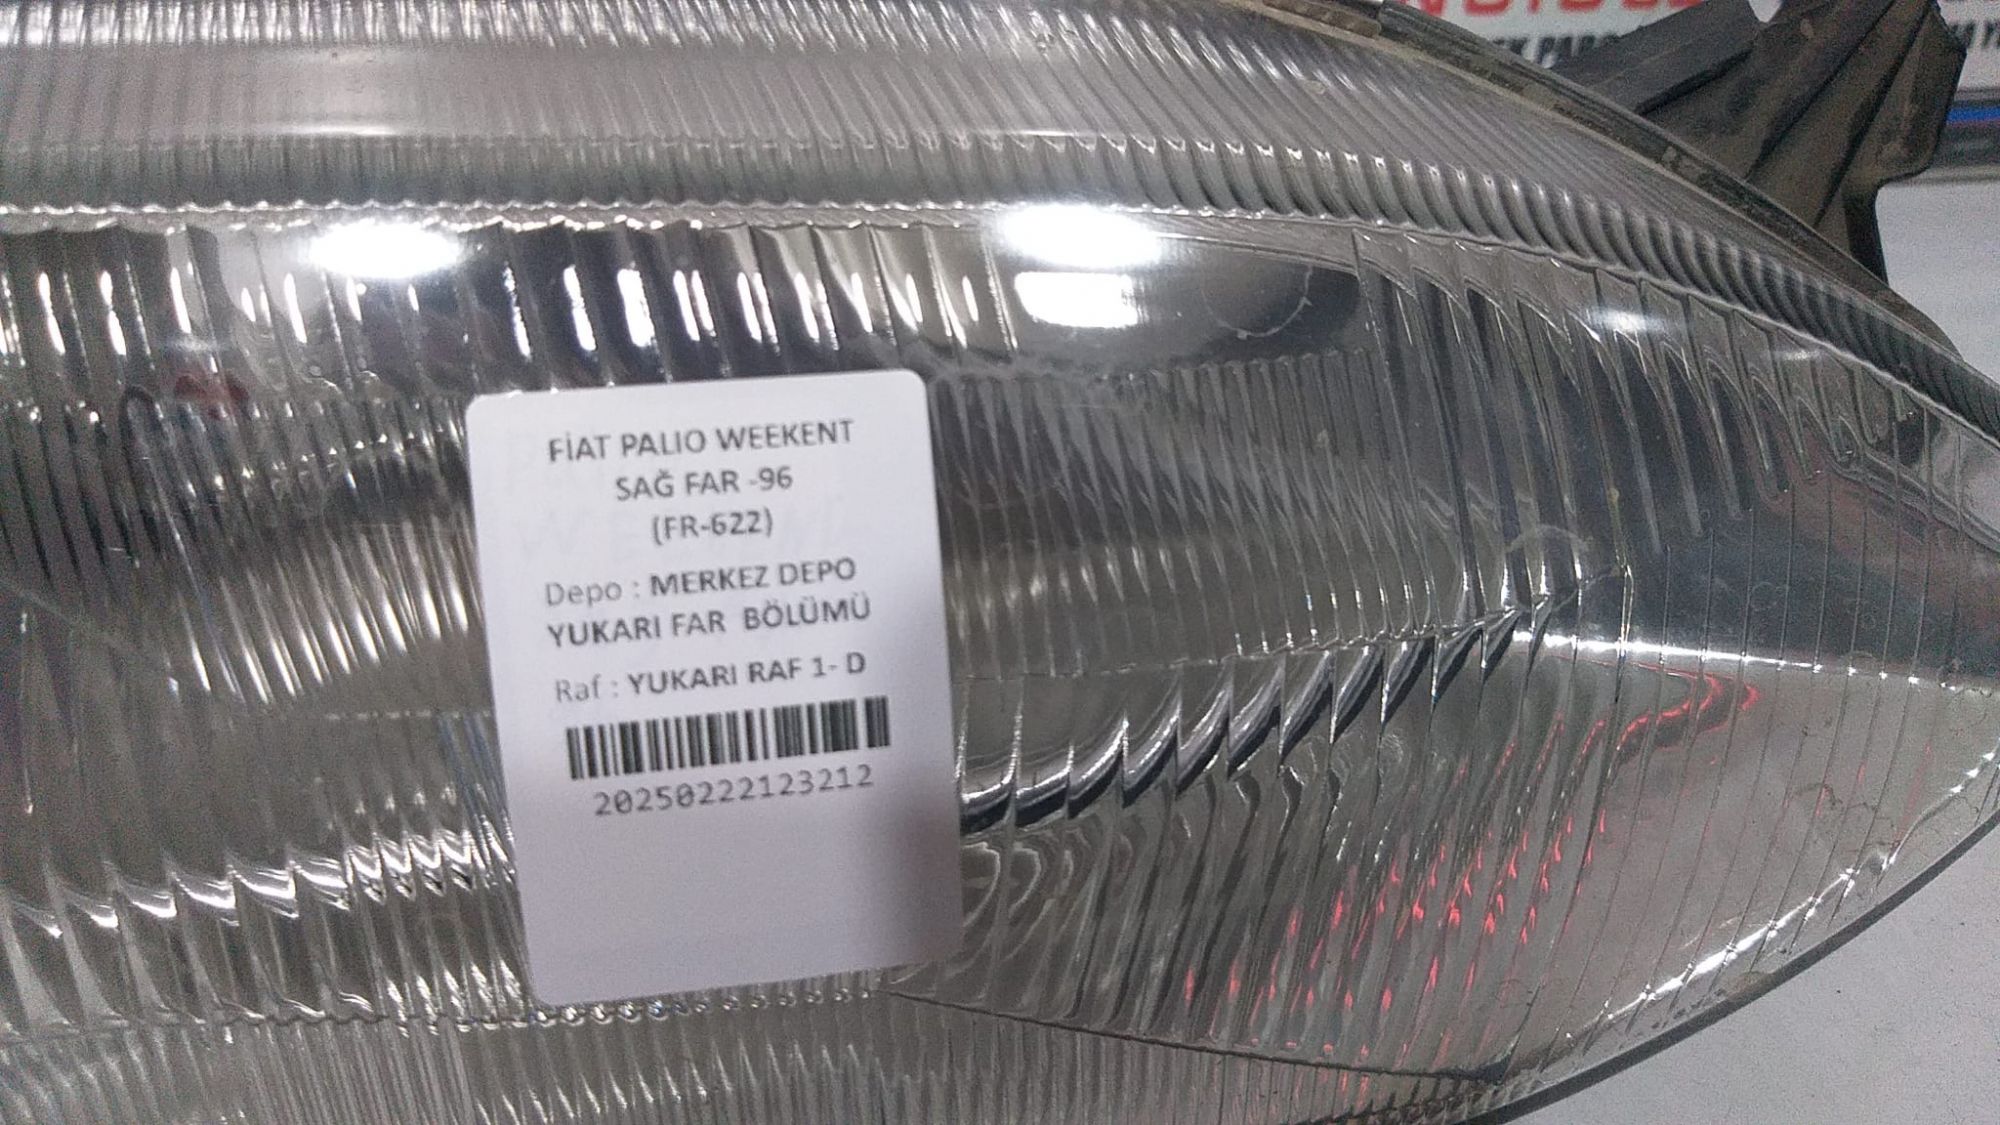 FİAT PALIO WEEKENT
SAĞ FAR -96
(FR-622)
Depo : MERKEZ DEPO
YUKARI FAR BÖLÜMÜ
Raf : YUKARI RAF 1- D
20250222123212